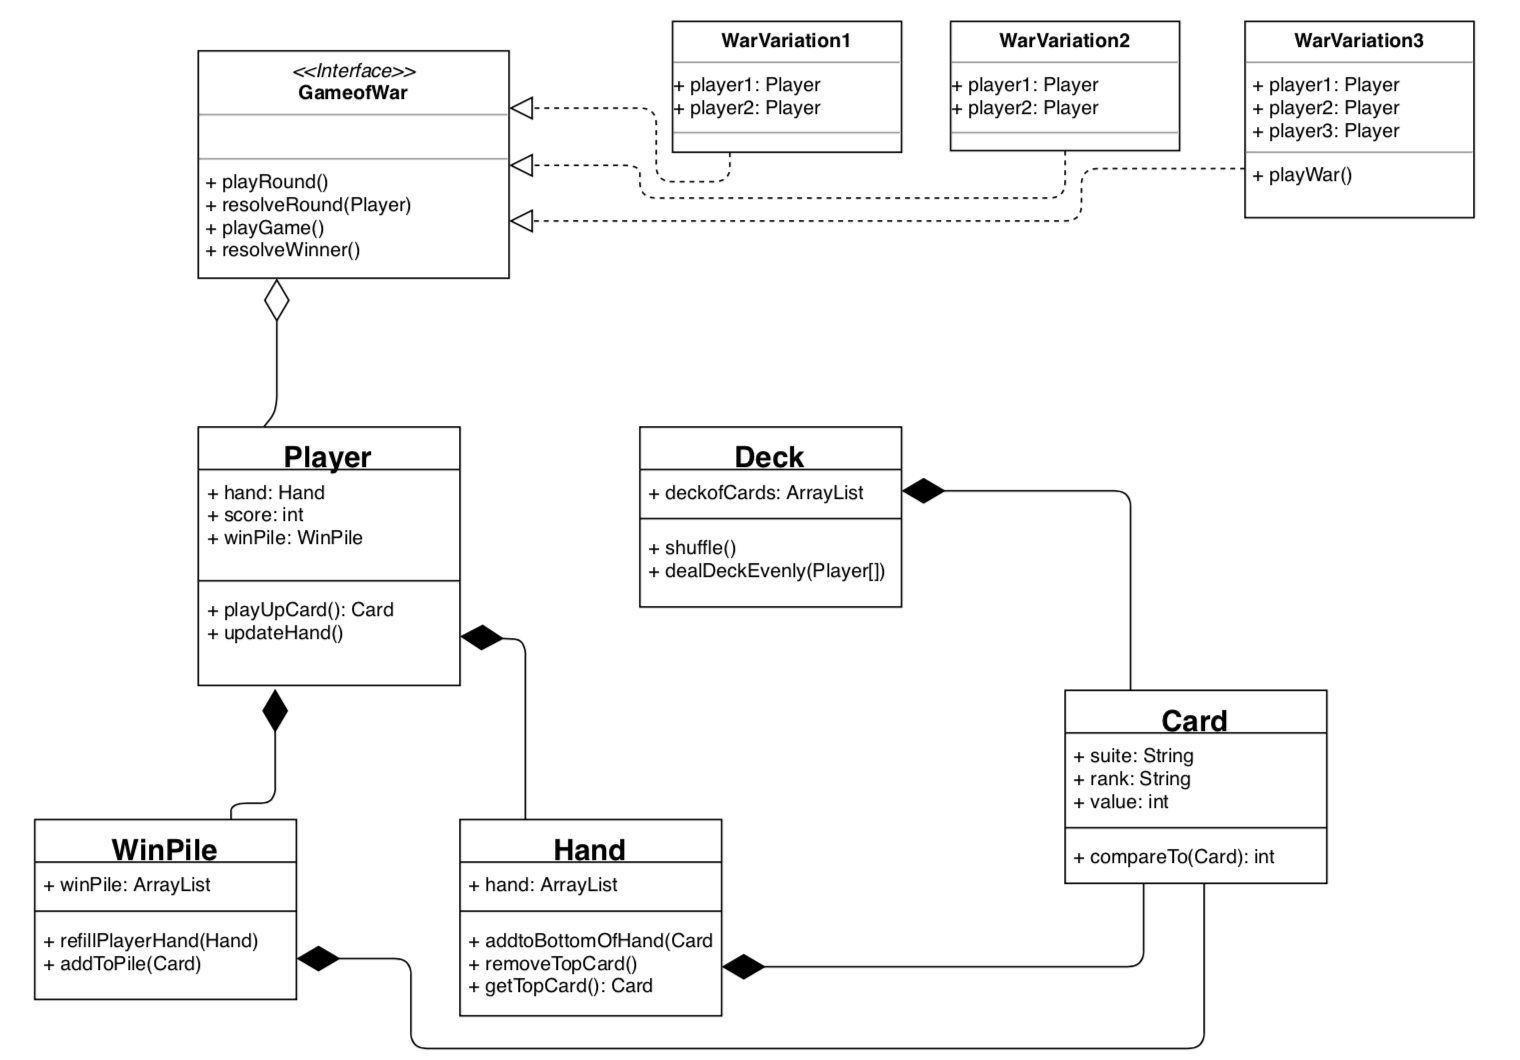 <<Interface>>
GameofWar
+ playRound()
+ resolveRound(Player)
+ playGame()
+ resolveWinner()
WarVariation1
+ player1: Player
+ player2: Player
WarVariation2
+ player1: Player
+ player2: Player
WarVariation3
+ player1: Player
+ player2: Player
+ player3: Player
+ playWar()
Player
+ hand: Hand
+ score: int
+ winPile: WinPile
+ playUpCard(): Card
+ updateHand()
Deck
+ deckofCards: ArrayList
+ shuffle()
+ dealDeckEvenly(Player[])
Card
+ suite: String
+ rank: String
+ value: int
+ compareTo(Card): int
WinPile
+ winPile: ArrayList
+ refillPlayerHand(Hand)
+ addToPile(Card)
Hand
+ hand: ArrayList
+ addtoBottomOfHand(Card
+ removeTopCard()
+ getTopCard(): Card